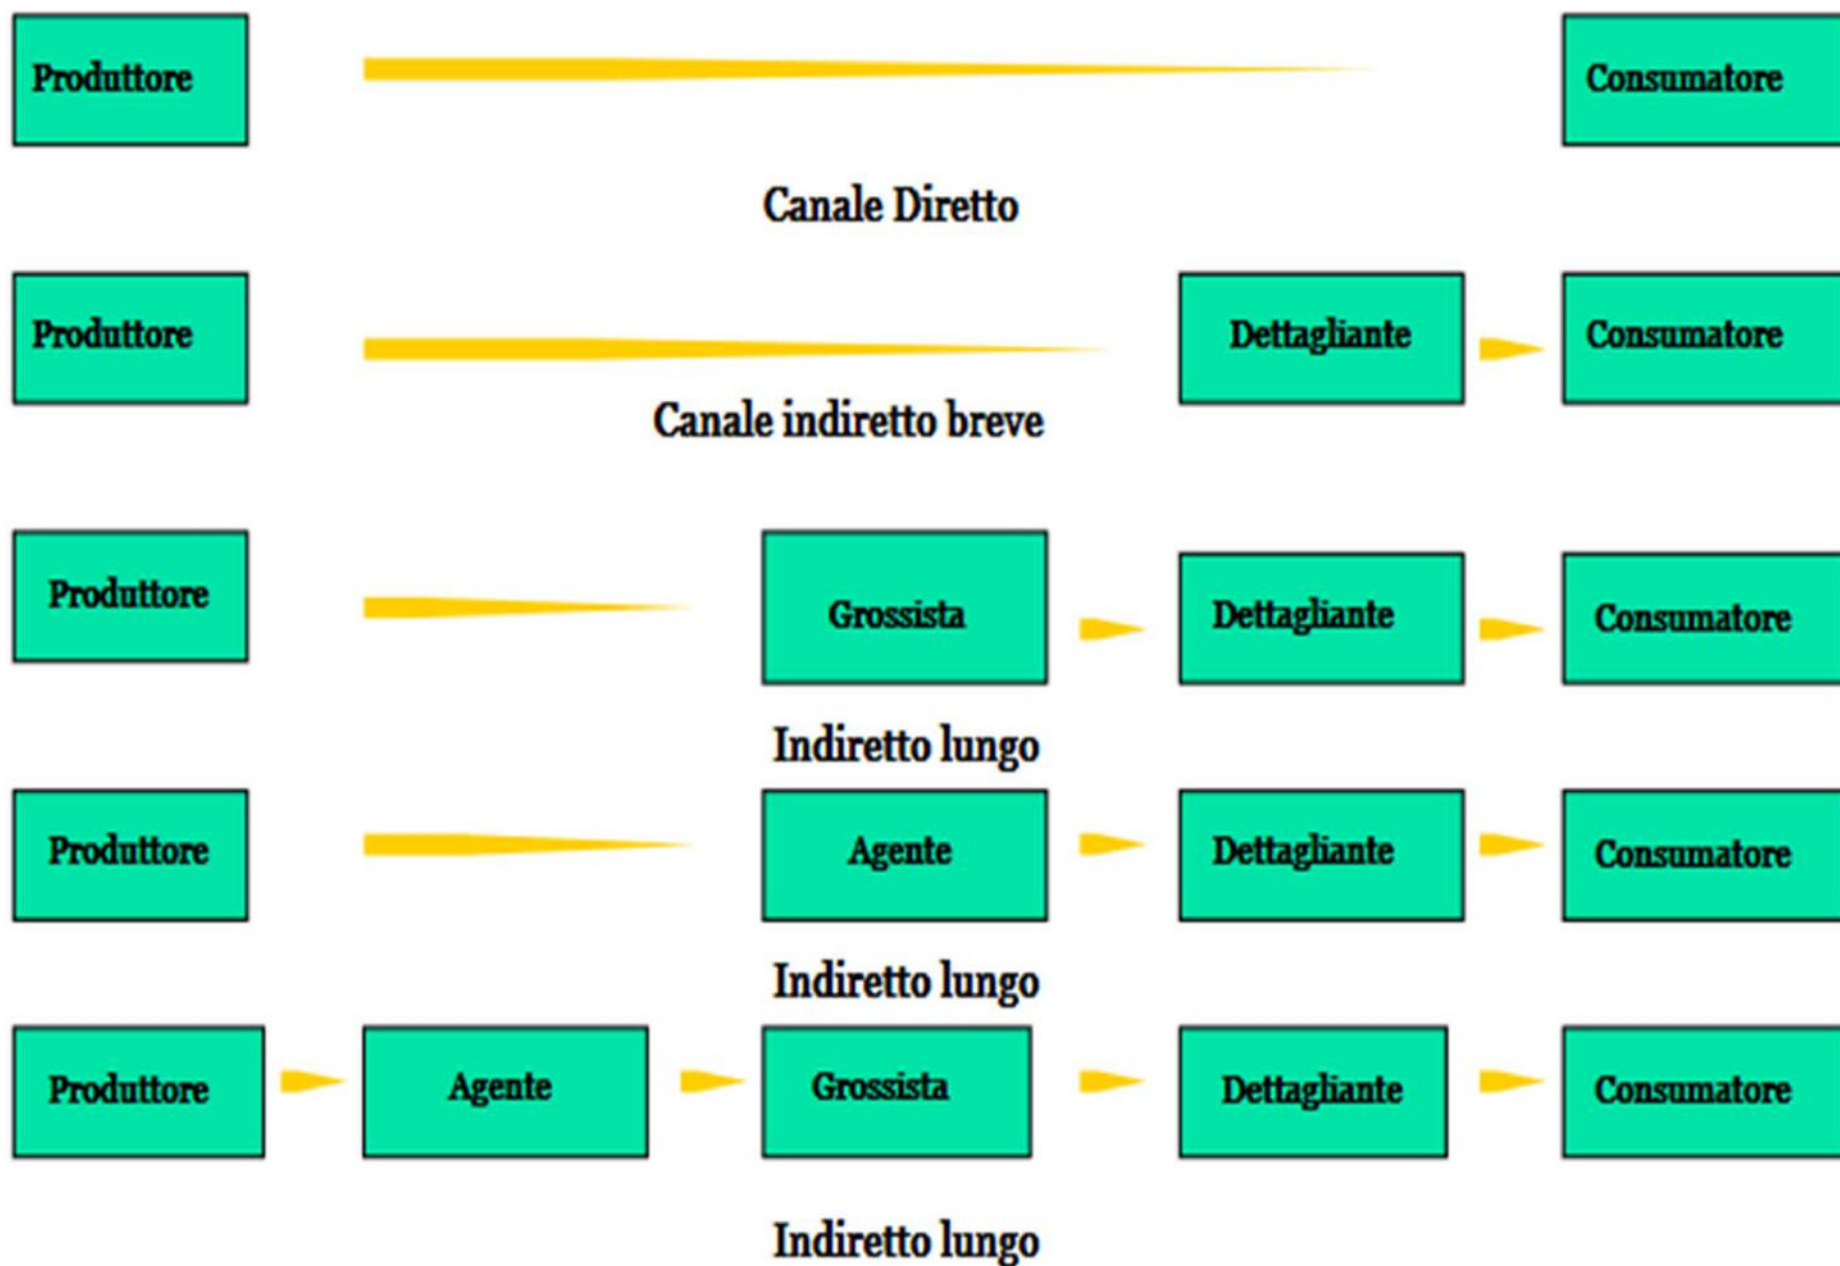 Produttore
Consumatore
Canale Diretto
Produttore
Dettagliante
Consumatore
Canale indiretto breve
Produttore
Grossista
Dettagliante
Consumatore
Indiretto lungo
Produttore
Agente
Dettagliante
Consumatore
Indiretto lungo
Produttore
Agente
Grossista
Dettagliante
Consumatore
Indiretto lungo